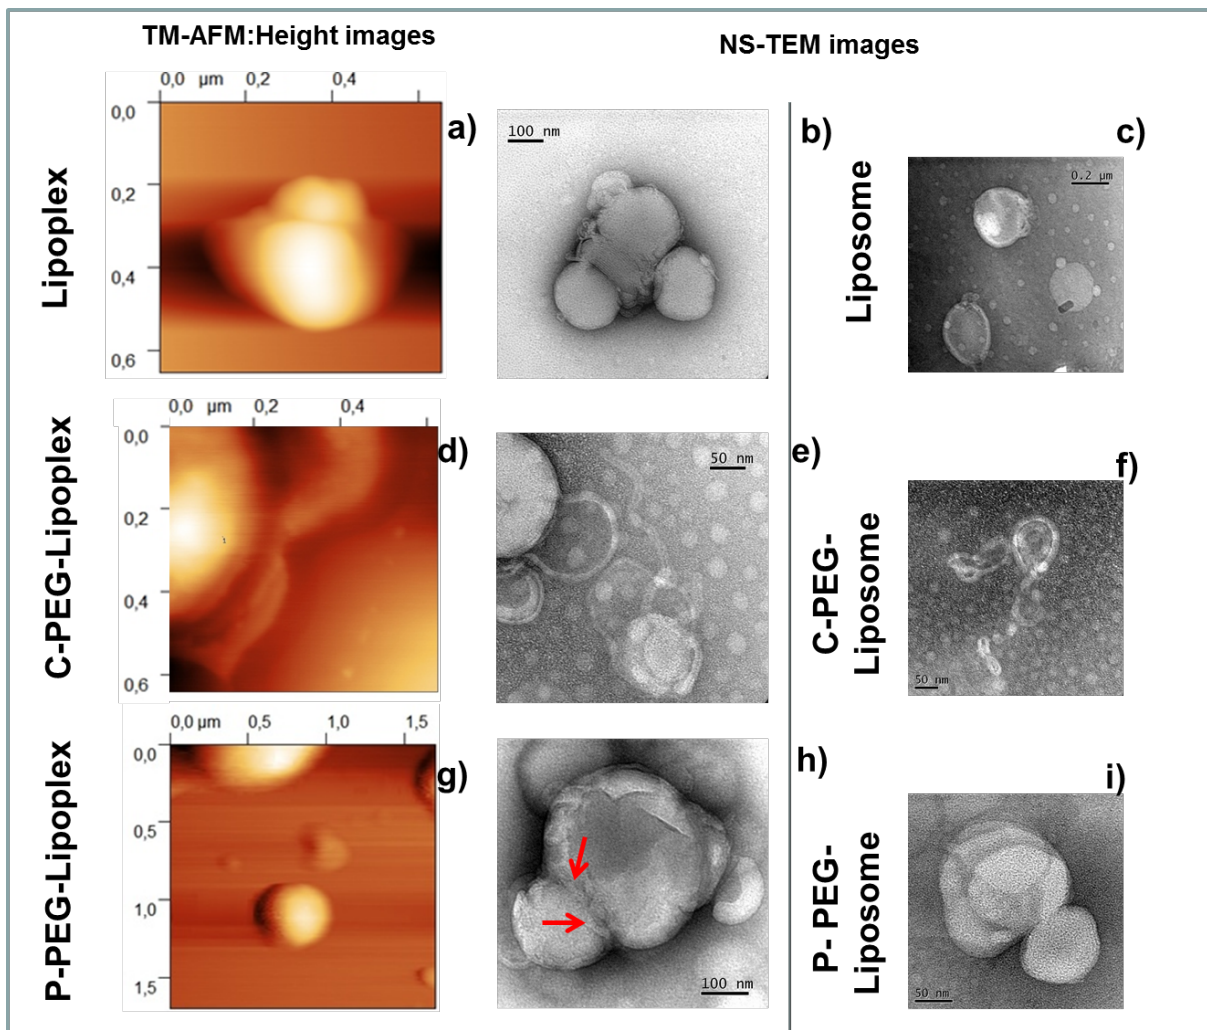 TM-AFM:Height images
NS-TEM images
Lipoplex
0,0 µm 0,2 0,4
0,0
0,2
0,4
0,6
a)
100 nm
b)
Liposome
c)
0.2 µm
C-PEG-Lipoplex
0,0 µm 0,2 0,4
0,0
0,2
0,4
0,6
d)
50 nm
e)
C-PEG-
Liposome
f)
50 nm
P-PEG-Lipoplex
0,0 µm 0,5 1,0 1,5
0,0
0,5
1,0
1,5
g)
100 nm
h)
P- PEG-
Liposome
i)
50 nm